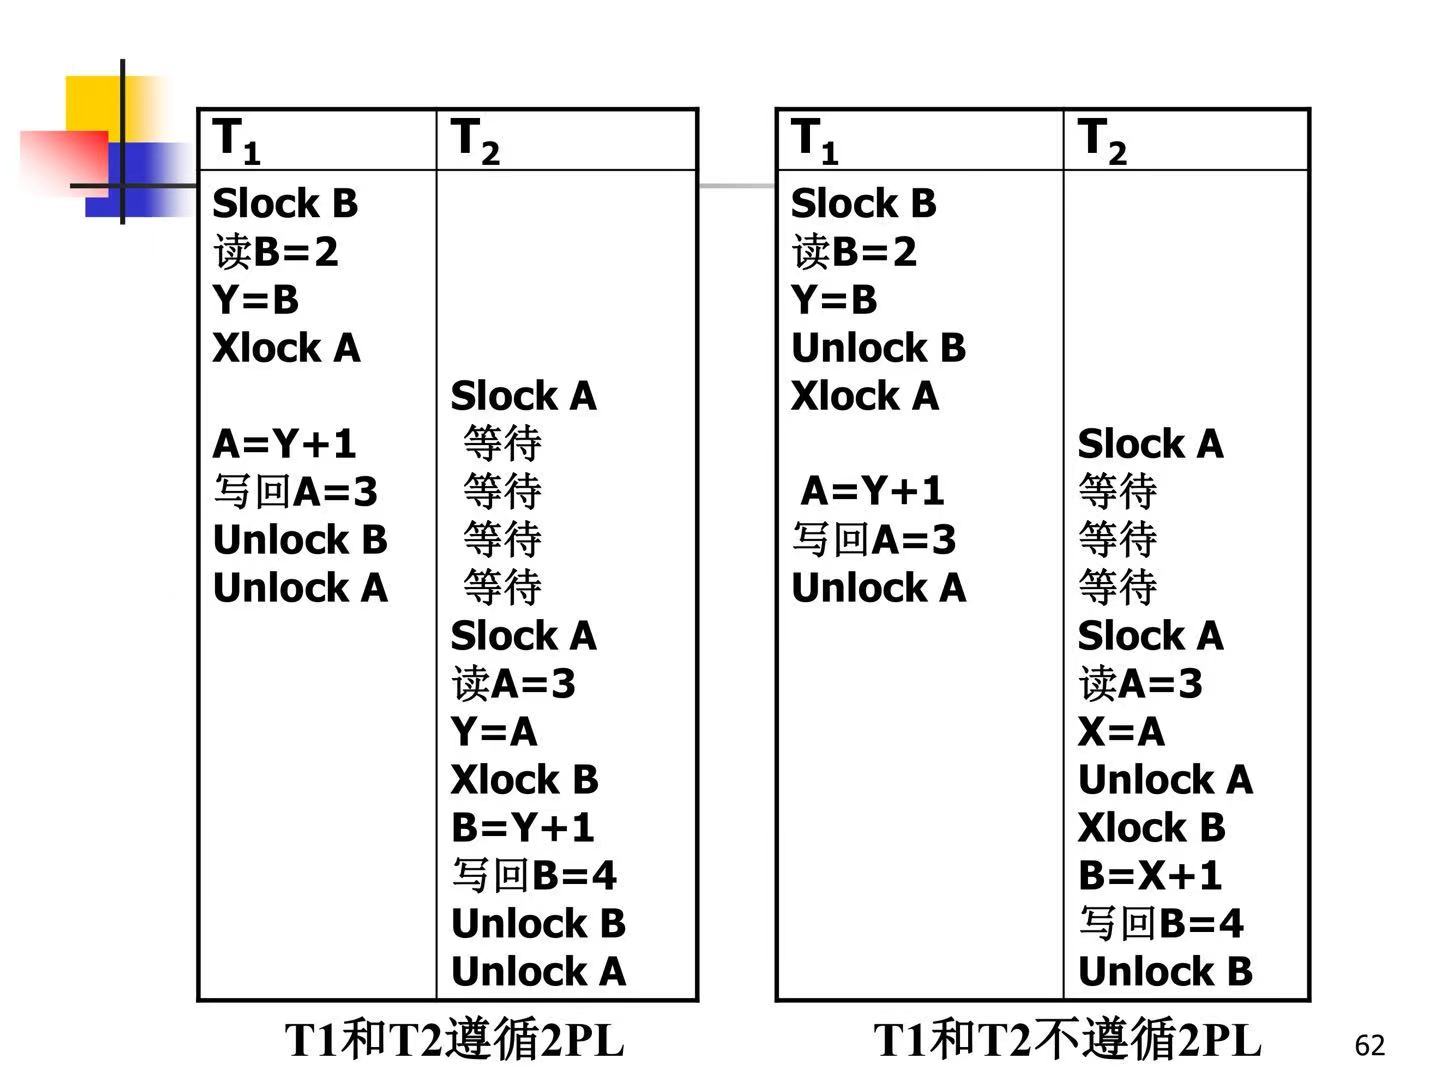 T1
T2
Slock B
读B=2
Y=B
Xlock A
Slock A
A=Y+1
等待
写回A=3
等待
Unlock B
等待
Unlock A
等待
Slock A
读A=3
Y=A
Xlock B
B=Y+1
写回B=4
Unlock B
Unlock A
T1和T2遵循2PL
T1
T2
Slock B
读B=2
Y=B
Unlock B
Xlock A
Slock A
A=Y+1
等待
写回A=3
等待
Unlock A
等待
Slock A
读A=3
X=A
Unlock A
Xlock B
B=X+1
写回B=4
Unlock B
T1和T2不遵循2PL
62